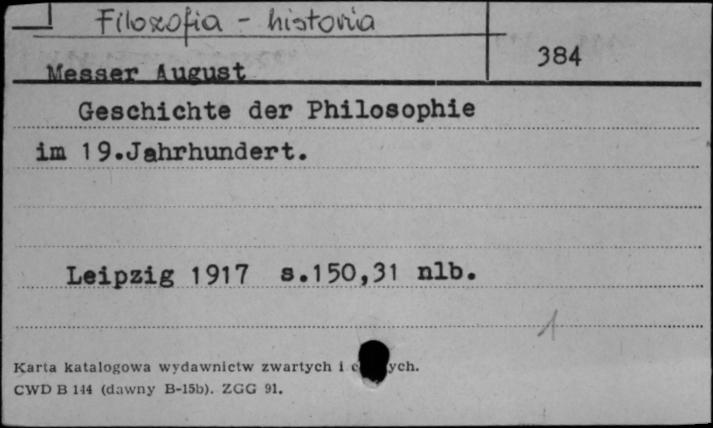 Filozofia - historia
384
Messer August
Geschichte der Philosophie
im 19.Jahrhundert.
Leipzig 1917 s.150,31 nlb.
1
Karta katalogowa wydawnictw zwartych i
CWD B 144 (dawny B-15b). ZGG 91.